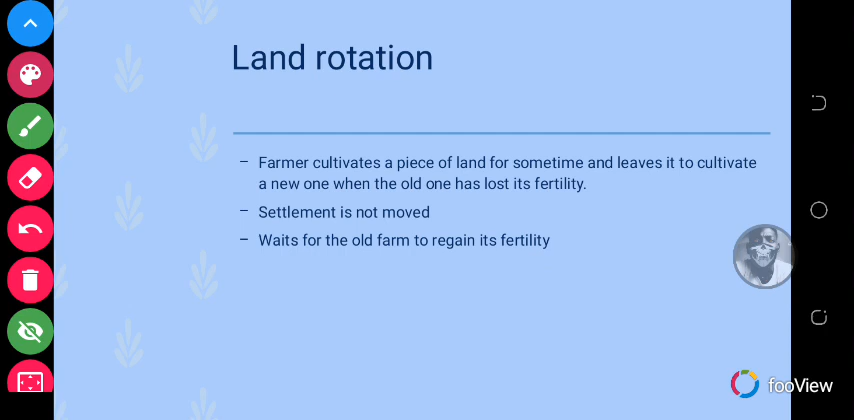 Land rotation
– Farmer cultivates a piece of land for sometime and leaves it to cultivate
a new one when the old one has lost its fertility.
– Settlement is not moved
– Waits for the old farm to regain its fertility
fooView